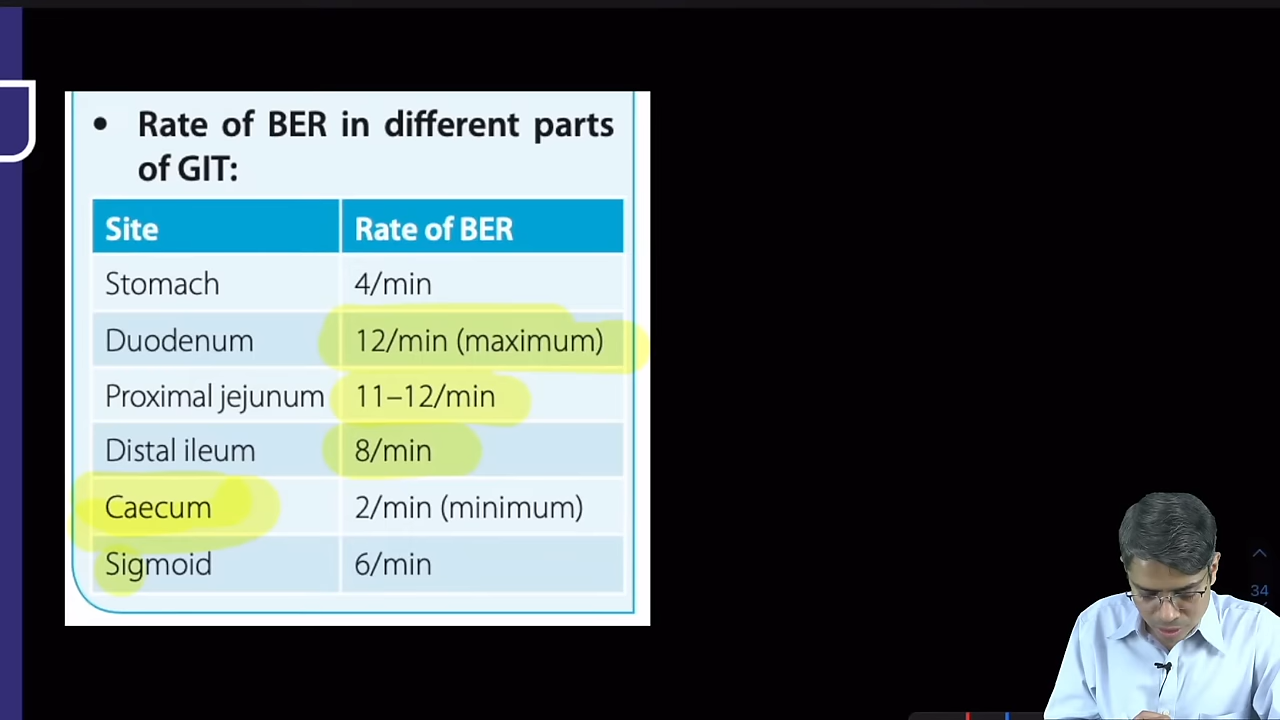 • Rate of BER in different parts
of GIT:
Site Rate of BER
Stomach 4/min
Duodenum 12/min (maximum)
Proximal jejunum 11–12/min
Distal ileum 8/min
Caecum 2/min (minimum)
Sigmoid 6/min
34